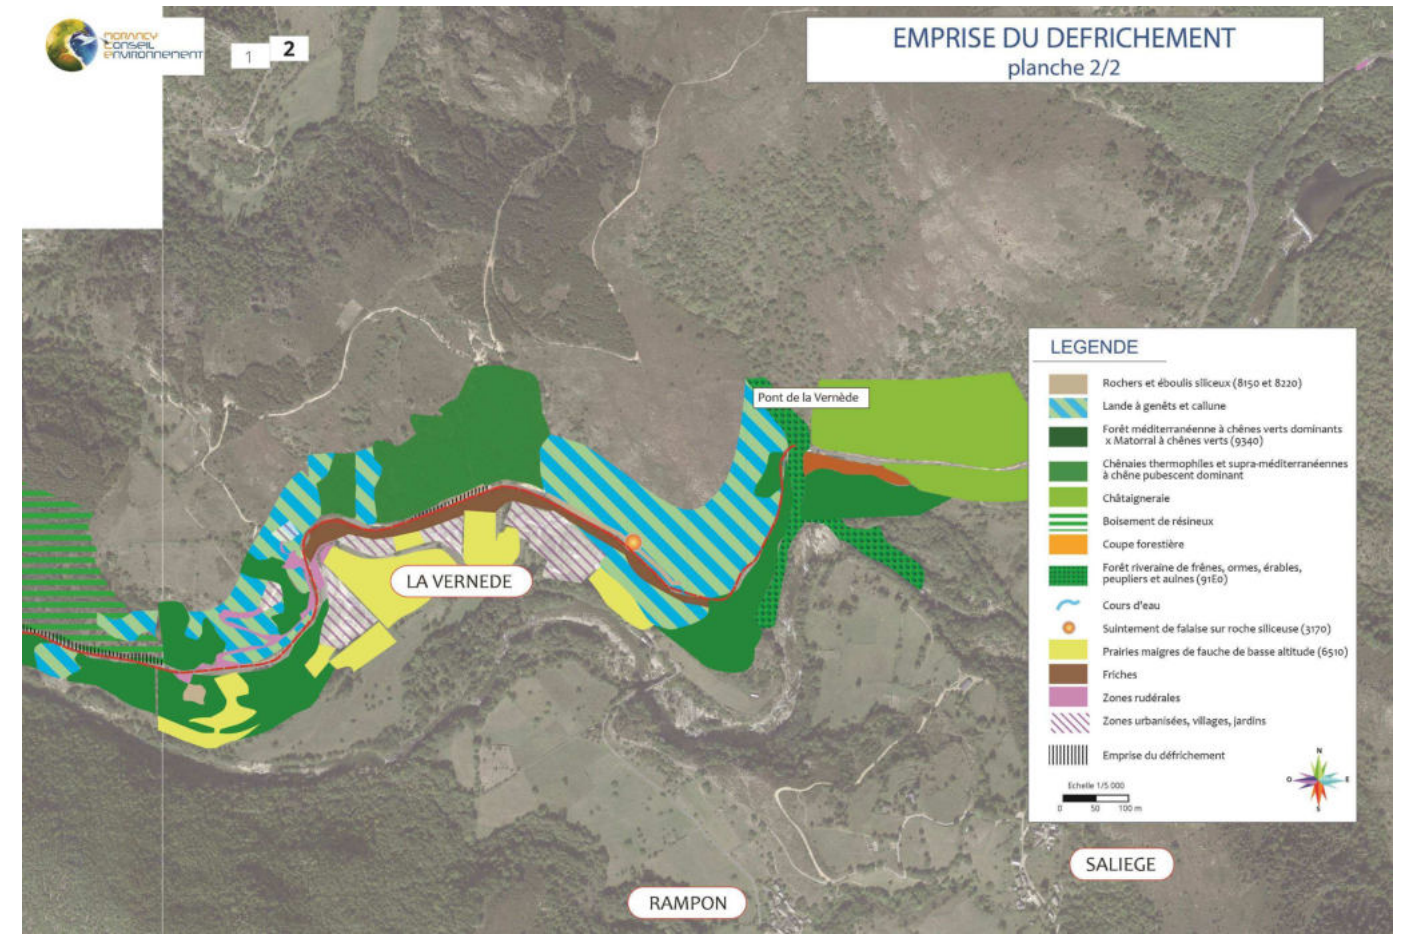 NORANCY
CONSEIL
ENVIRONNEMENT
1
2
EMPRISE DU DEFRICHEMENT
planche 2/2
Pont de la Vernède
LA VERNEDE
RAMPON
SALIEGE
LEGENDE
Rochers et éboulis siliceux (8150 et 8220)
Lande à genêts et callune
Forêt méditerranéenne à chênes verts dominants
x Matorral à chênes verts (9340)
Chênaies thermophiles et supra-méditerranéennes
à chêne pubescent dominant
Châtaigneraie
Boisement de résineux
Coupe forestière
Forêt riveraine de frênes, ormes, érables,
peupliers et aulnes (91E0)
Cours d'eau
Suintement de falaise sur roche siliceuse (3170)
Prairies maigres de fauche de basse altitude (6510)
Friches
Zones rudérales
Zones urbanisées, villages, jardins
Emprise du défrichement
Echelle 1/5 000
0 50 100 m
N
O E
S